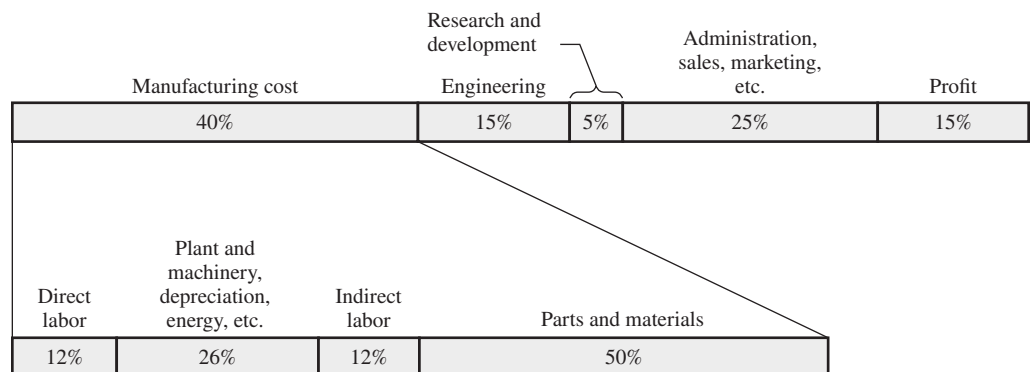 Research and
development
Administration,
sales, marketing,
etc.
Manufacturing cost
Engineering
Profit
40%
15%
5%
25%
15%
Plant and
machinery,
depreciation,
energy, etc.
Direct
labor
Indirect
labor
Parts and materials
12%
26%
12%
50%